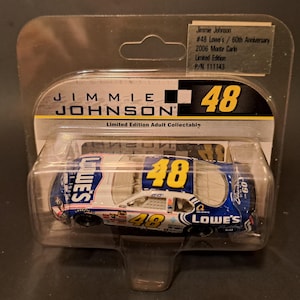 Jimmie Johnson
#48 Lowe's / 60th Anniversary
2006 Monte Carlo
Limited Edition
P/N 111143
JIMMIE
JOHNSON
48
Limited Edition Adult Collectable
48
LOWE'S
48
LOWE'S
60